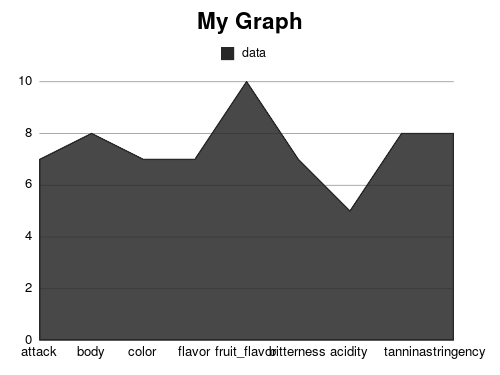 My Graph
data
10
8
6
4
2
0
attack body color flavor fruit_flavor bitterness acidity tannin astringency